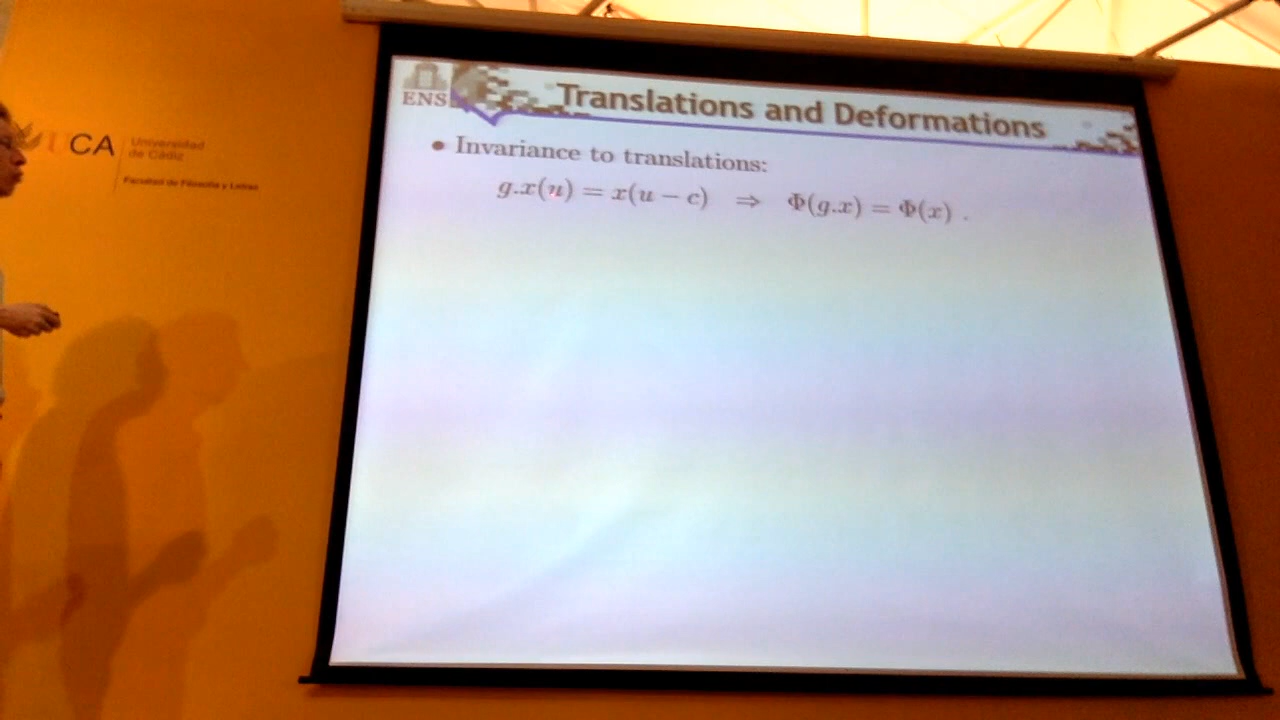 UCA
Universidad
de Cádiz
Facultad de Filosofía y Letras
ENS
Translations and Deformations
• Invariance to translations:
g.x(u) = x(u − c) ⇒ Φ(g.x) = Φ(x) .